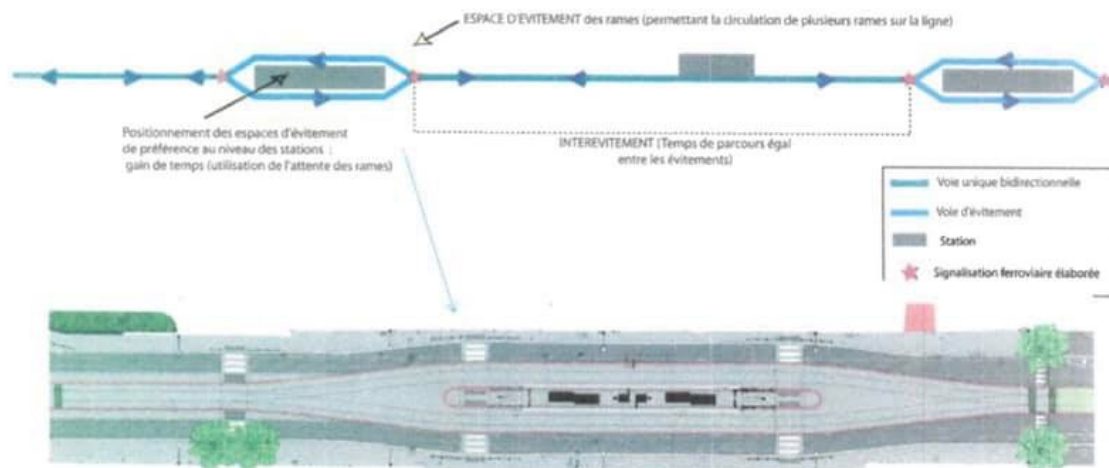 ESPACE D'EVITEMENT des rames (permettant la circulation de plusieurs rames sur la ligne)
Positionnement des espaces d'évitement
de préférence au niveau des stations :
gain de temps (utilisation de l'attente des rames)
INTEREVITEMENT (Temps de parcours égal
entre les évitements)
Voie unique bidirectionnelle
Voie d'évitement
Station
Signalisation ferroviaire élaborée